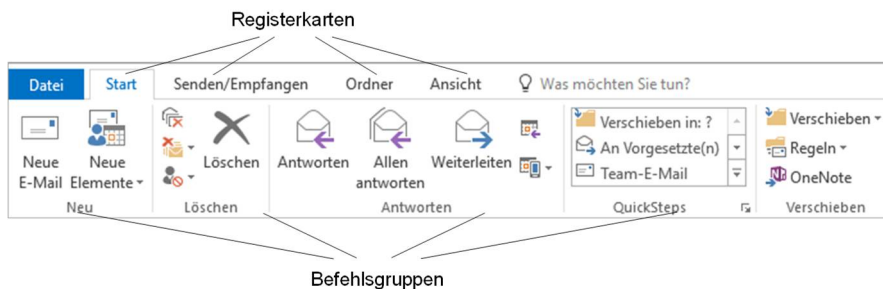 Registerkarten
Datei Start Senden/Empfangen Ordner Ansicht Was möchten Sie tun?
Neue E-Mail
Neue Elemente
Löschen
Antworten
Allen antworten
Weiterleiten
Verschieben in: ?
An Vorgesetzte(n)
Team-E-Mail
Verschieben
Regeln
OneNote
Neu Löschen Antworten QuickSteps Verschieben
Befehlsgruppen